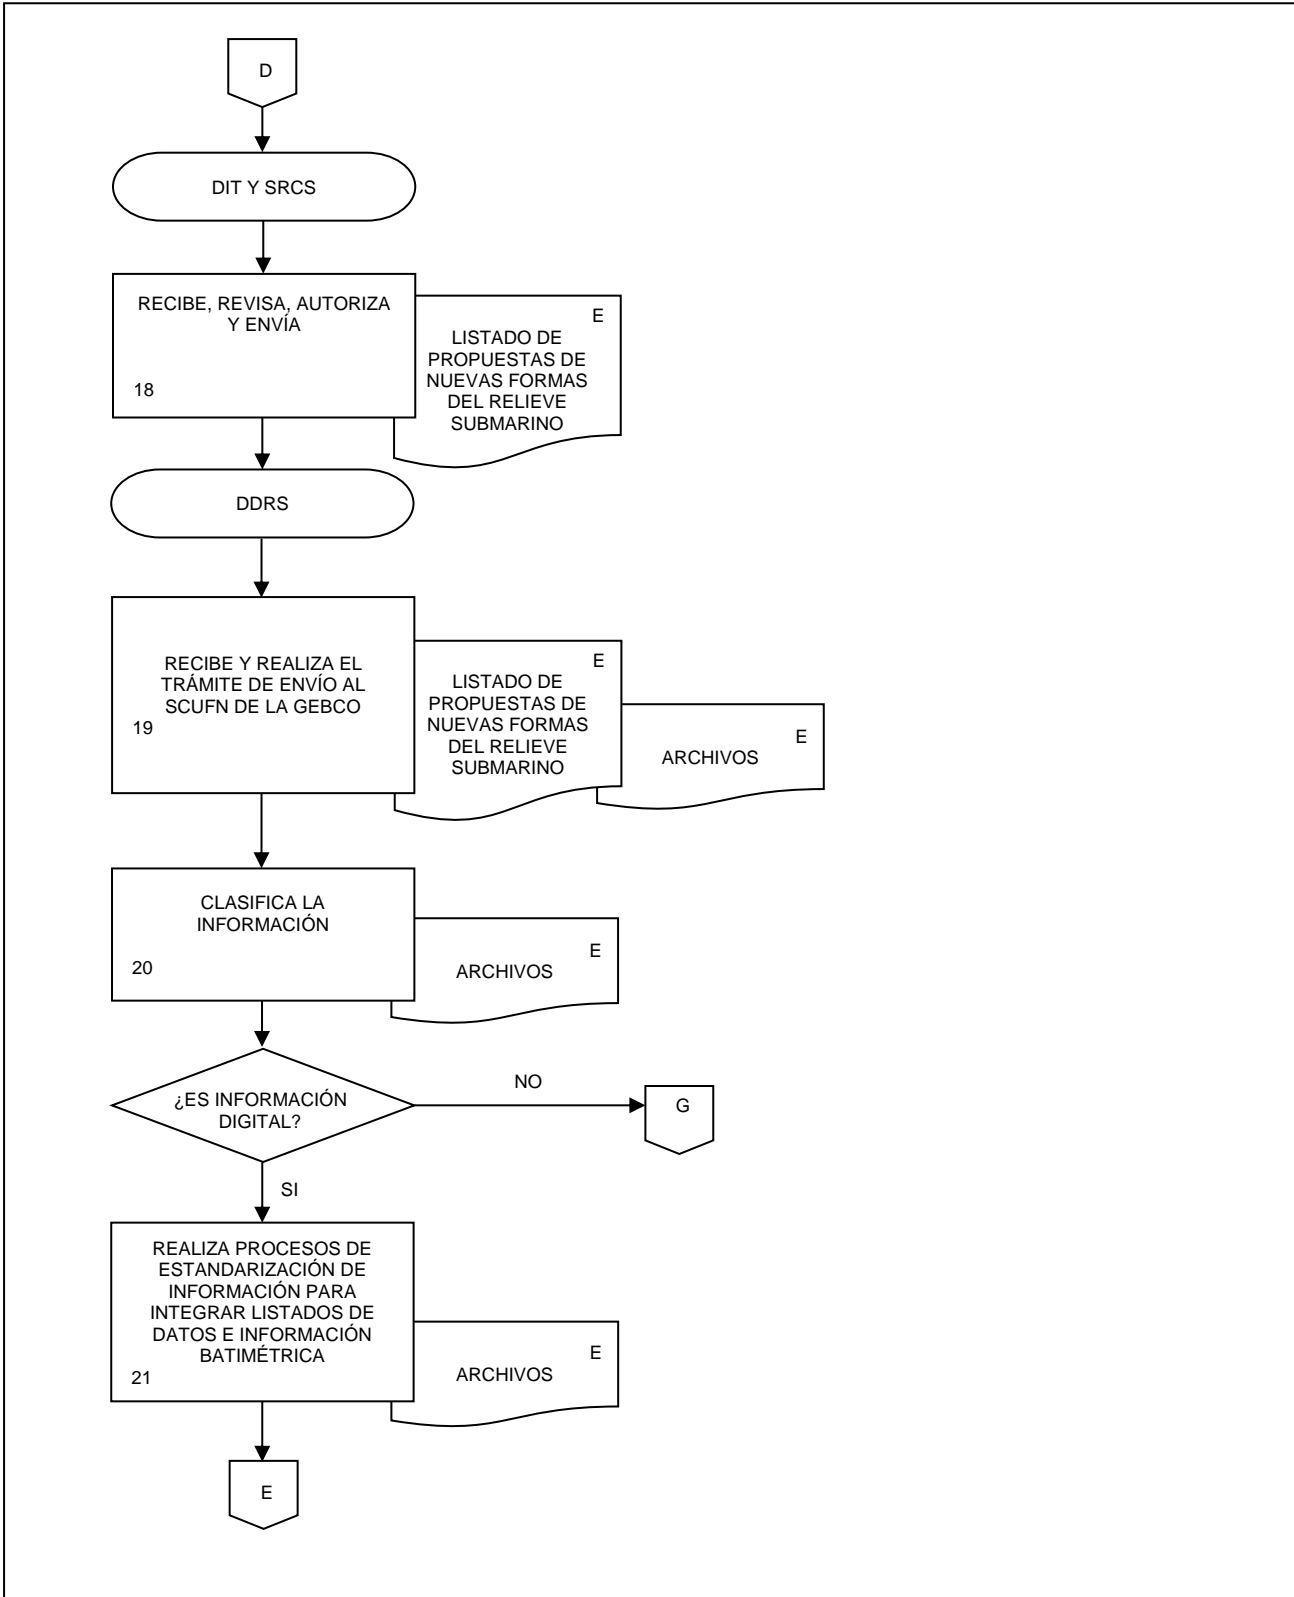 D
DIT Y SRCS
RECIBE, REVISA, AUTORIZA
Y ENVÍA
18
E
LISTADO DE
PROPUESTAS DE
NUEVAS FORMAS
DEL RELIEVE
SUBMARINO
DDRS
RECIBE Y REALIZA EL
TRÁMITE DE ENVÍO AL
SCUFN DE LA GEBCO
19
E
LISTADO DE
PROPUESTAS DE
NUEVAS FORMAS
DEL RELIEVE
SUBMARINO
E
ARCHIVOS
CLASIFICA LA
INFORMACIÓN
20
E
ARCHIVOS
¿ES INFORMACIÓN
DIGITAL?
NO
G
SI
REALIZA PROCESOS DE
ESTANDARIZACIÓN DE
INFORMACIÓN PARA
INTEGRAR LISTADOS DE
DATOS E INFORMACIÓN
BATIMÉTRICA
21
E
ARCHIVOS
E